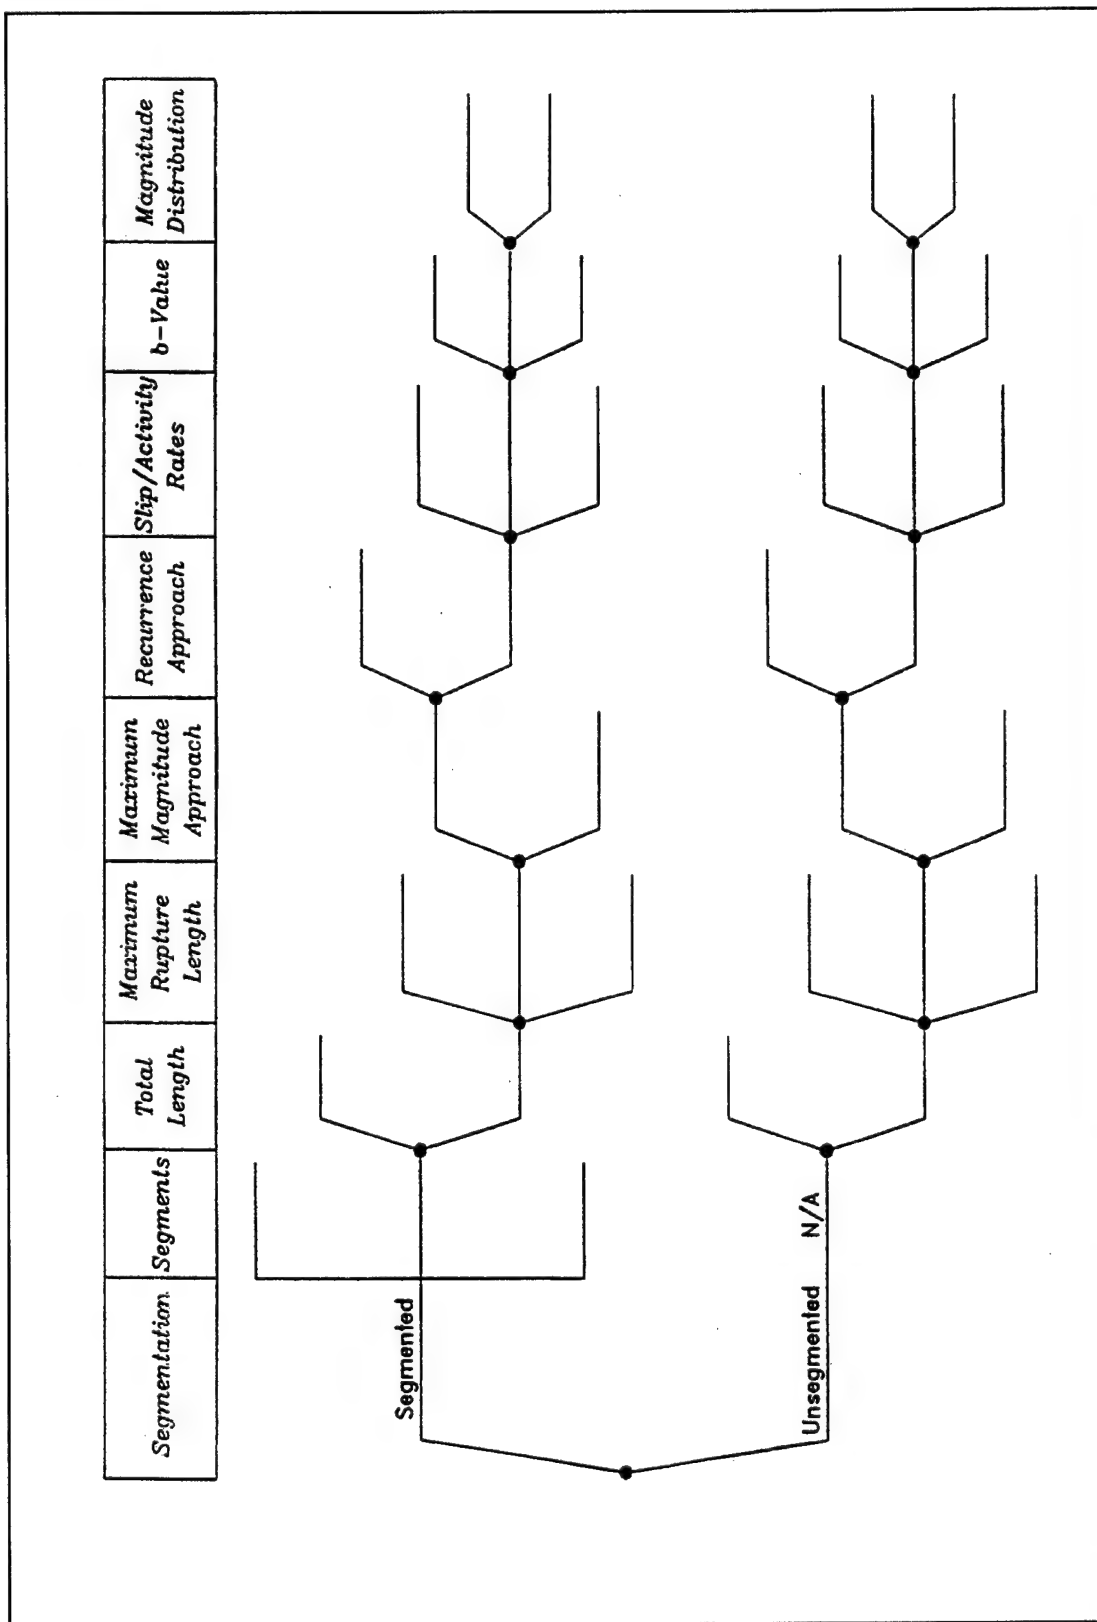 Segmentation
Segments
Total
Length
Maximum
Rupture
Length
Maximum
Magnitude
Approach
Recurrence
Approach
Slip/Activity
Rates
b-Value
Magnitude
Distribution
Segmented
Unsegmented
N/A